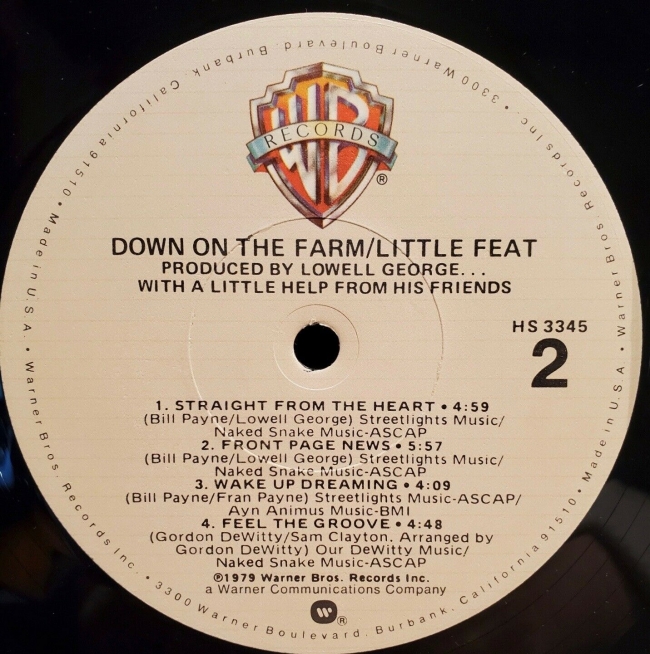 WB
RECORDS
®
DOWN ON THE FARM/LITTLE FEAT
PRODUCED BY LOWELL GEORGE...
WITH A LITTLE HELP FROM HIS FRIENDS
HS 3345
2
1. STRAIGHT FROM THE HEART • 4:59
(Bill Payne/Lowell George) Streetlights Music/
Naked Snake Music-ASCAP
2. FRONT PAGE NEWS • 5:57
(Bill Payne/Lowell George) Streetlights Music/
Naked Snake Music-ASCAP
3. WAKE UP DREAMING • 4:09
(Bill Payne/Fran Payne) Streetlights Music-ASCAP/
Ayn Animus Music-BMI
4. FEEL THE GROOVE • 4:48
(Gordon DeWitty/Sam Clayton. Arranged by
Gordon DeWitty) Our DeWitty Music/
Naked Snake Music-ASCAP
℗1979 Warner Bros. Records Inc.
a Warner Communications Company
W ®
Warner Bros. Records Inc. • 3300 Warner Boulevard, Burbank, California 91510 • Made in U.S.A. •
Warner Bros. Records Inc. • 3300 Warner Boulevard, Burbank, California 91510 • Made in U.S.A. •